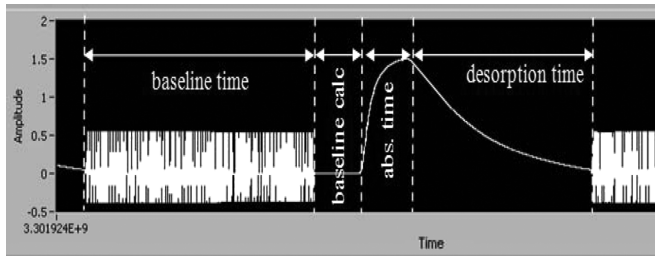 2
1.5
1
0.5
0
-0.5
Amplitude
baseline time
baseline calc
abs. time
desorption time
3.301924E+9
Time